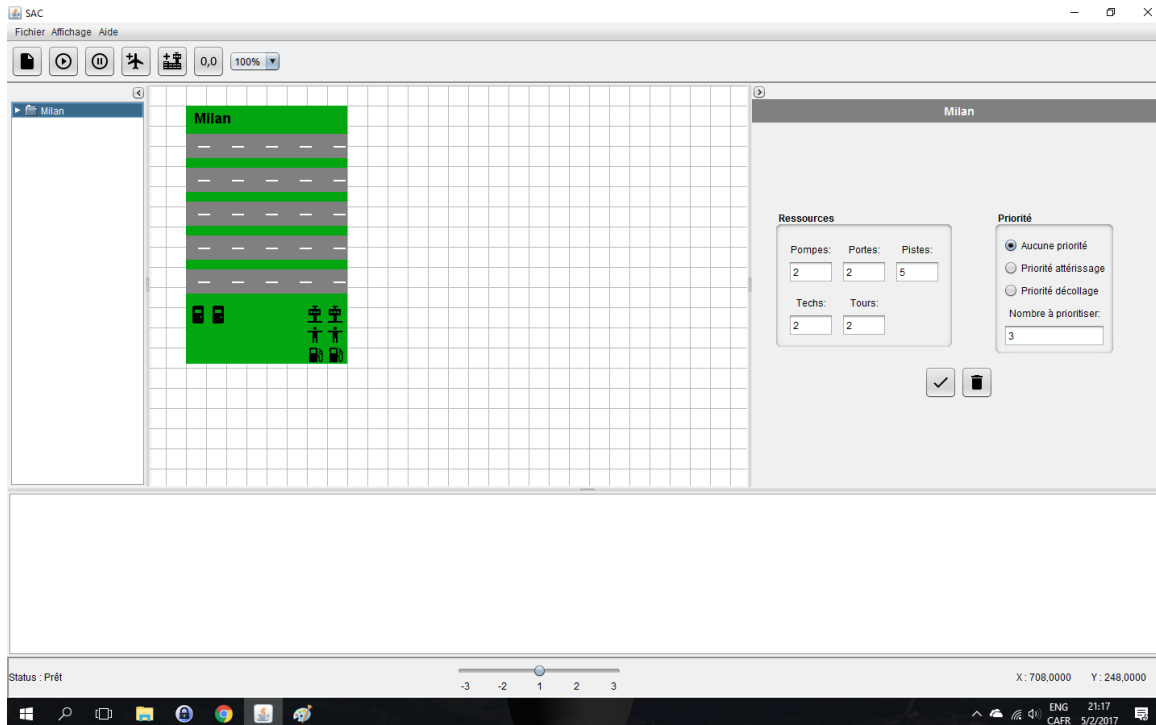 SAC
Fichier Affichage Aide
0,0 100%
Milan
Milan
Milan
Ressources
Pompes: Portes: Pistes:
2 2 5
Techs: Tours:
2 2
Priorité
Aucune priorité
Priorité attérissage
Priorité décollage
Nombre à prioritiser:
3
Status : Prêt
-3 -2 1 2 3
X : 708,0000 Y : 248,0000
ENG 21:17
CAFR 5/2/2017